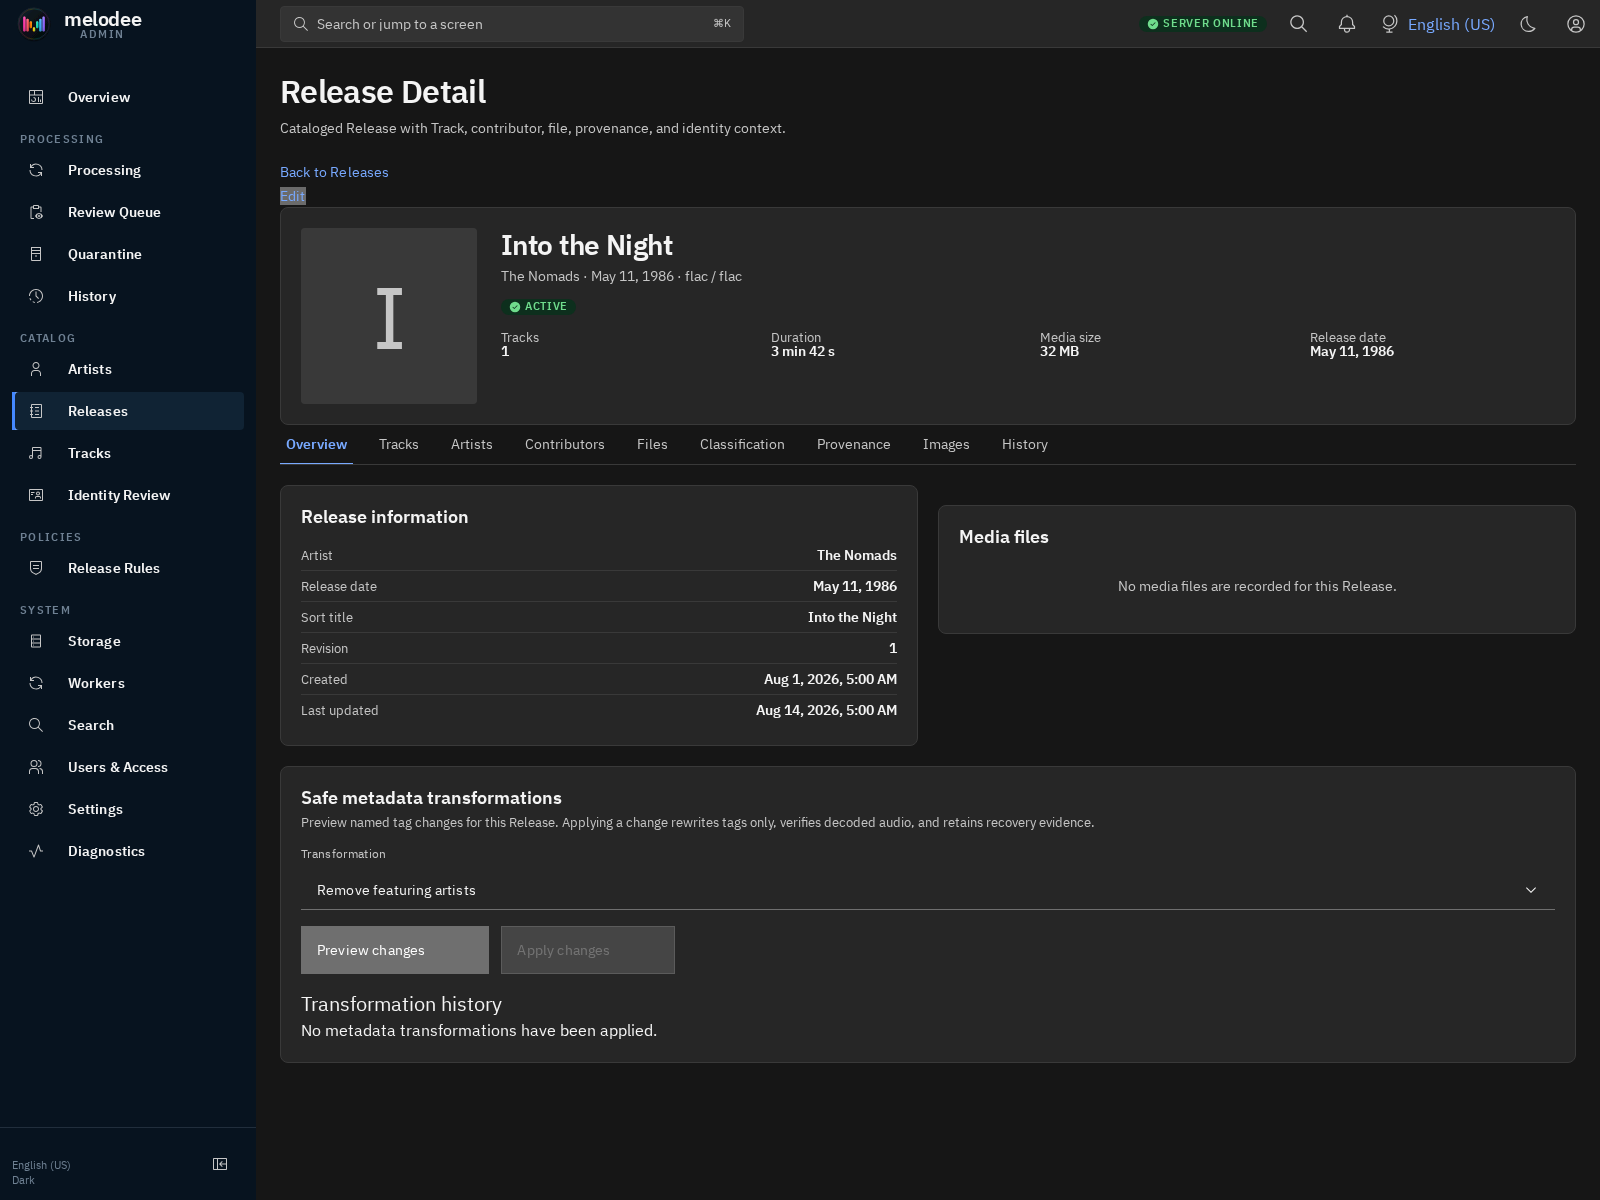 melodee
ADMIN
Search or jump to a screen
⌘K
SERVER ONLINE
English (US)
Overview
PROCESSING
Processing
Review Queue
Quarantine
History
CATALOG
Artists
Releases
Tracks
Identity Review
POLICIES
Release Rules
SYSTEM
Storage
Workers
Search
Users & Access
Settings
Diagnostics
English (US)
Dark
Release Detail
Cataloged Release with Track, contributor, file, provenance, and identity context.
Back to Releases
Edit
I
Into the Night
The Nomads · May 11, 1986 · flac / flac
ACTIVE
Tracks
1
Duration
3 min 42 s
Media size
32 MB
Release date
May 11, 1986
Overview Tracks Artists Contributors Files Classification Provenance Images History
Release information
Artist The Nomads
Release date May 11, 1986
Sort title Into the Night
Revision 1
Created Aug 1, 2026, 5:00 AM
Last updated Aug 14, 2026, 5:00 AM
Media files
No media files are recorded for this Release.
Safe metadata transformations
Preview named tag changes for this Release. Applying a change rewrites tags only, verifies decoded audio, and retains recovery evidence.
Transformation
Remove featuring artists
Preview changes
Apply changes
Transformation history
No metadata transformations have been applied.